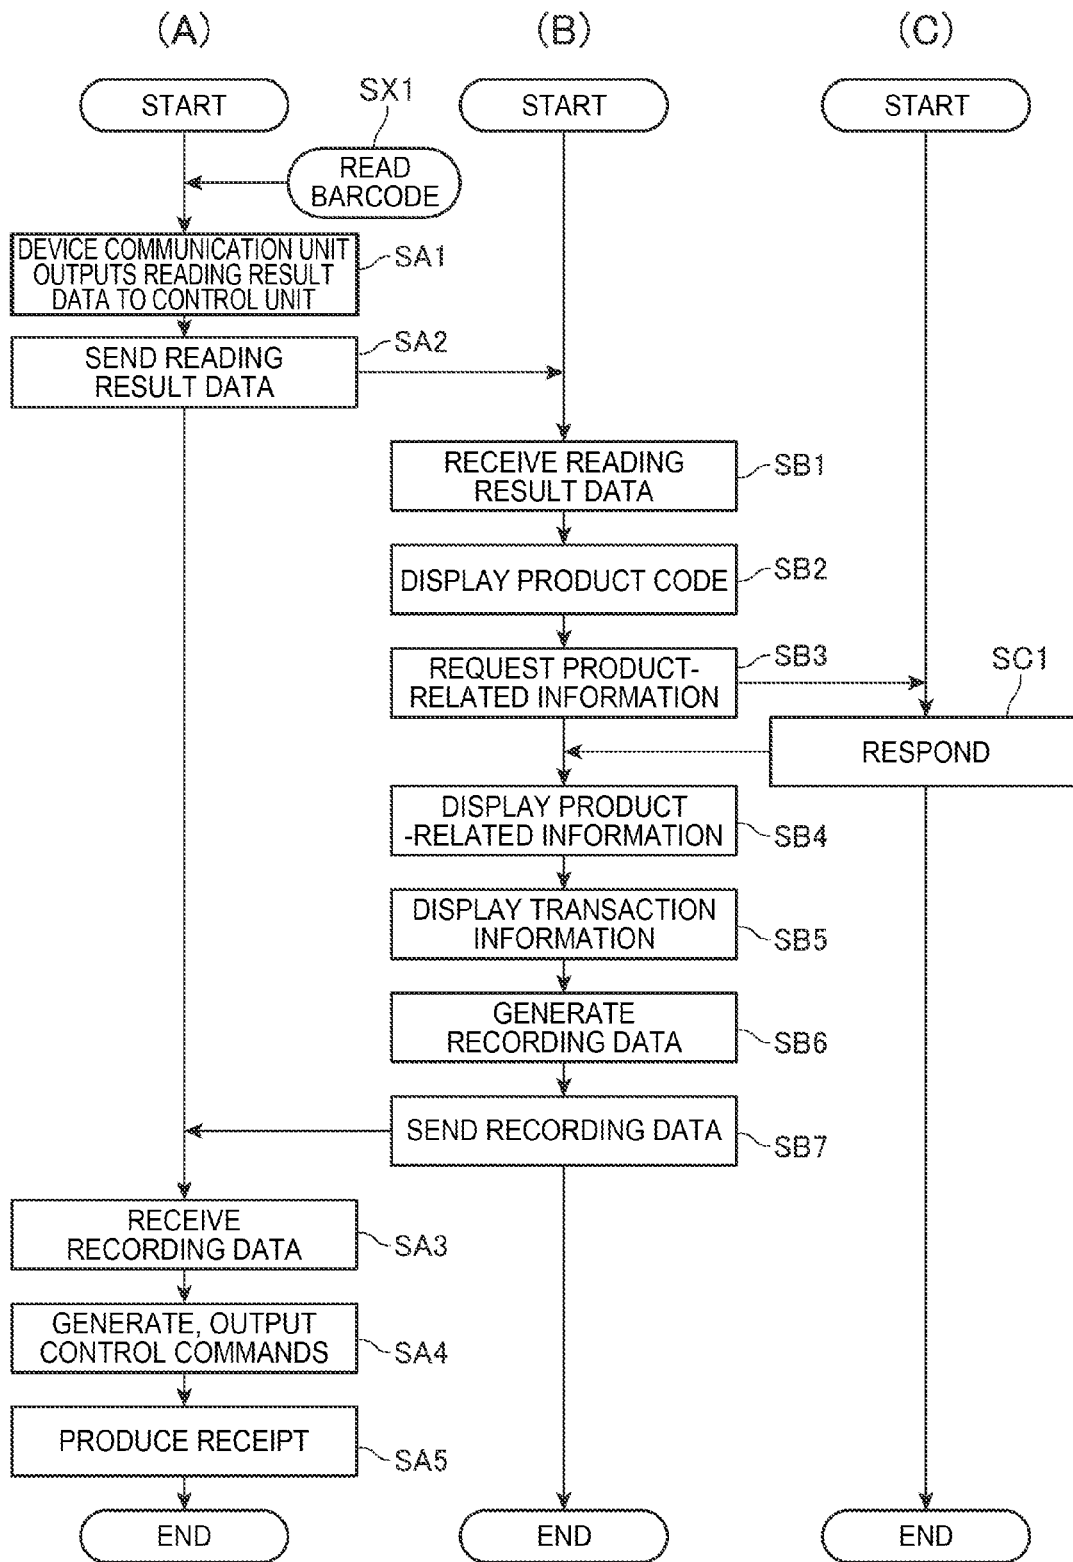 (A)
(B)
(C)
START
SX1
START
START
READ
BARCODE
DEVICE COMMUNICATION UNIT
OUTPUTS READING RESULT
DATA TO CONTROL UNIT
SA1
SEND READING
RESULT DATA
SA2
RECEIVE READING
RESULT DATA
SB1
DISPLAY PRODUCT CODE
SB2
REQUEST PRODUCT-
RELATED INFORMATION
SB3
SC1
RESPOND
DISPLAY PRODUCT
-RELATED INFORMATION
SB4
DISPLAY TRANSACTION
INFORMATION
SB5
GENERATE
RECORDING DATA
SB6
SEND RECORDING DATA
SB7
RECEIVE
RECORDING DATA
SA3
GENERATE, OUTPUT
CONTROL COMMANDS
SA4
PRODUCE RECEIPT
SA5
END
END
END